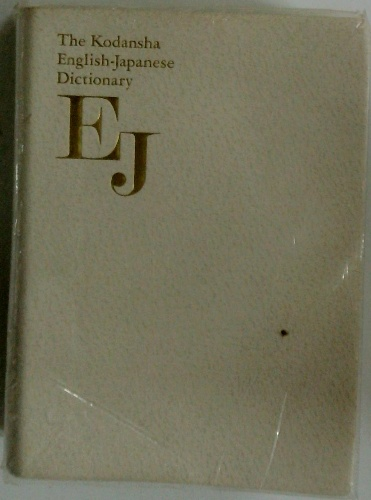 The Kodansha
English-Japanese
Dictionary
EJ